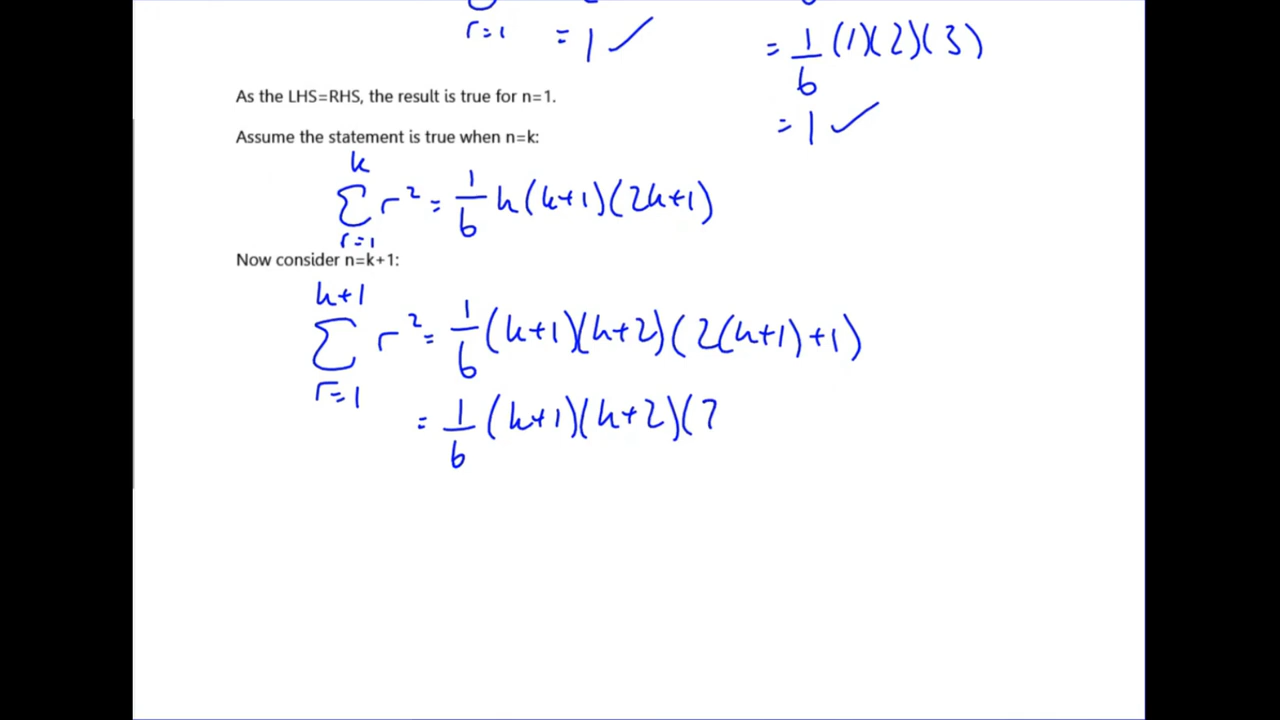 r=1 = 1 ✓ = 1/6 (1)(2)(3)
As the LHS=RHS, the result is true for n=1.
= 1 ✓
Assume the statement is true when n=k:
k
∑ r² = 1/6 k(k+1)(2k+1)
r=1
Now consider n=k+1:
k+1
∑ r² = 1/6 (k+1)(k+2)(2(k+1)+1)
r=1
= 1/6 (k+1)(k+2)(2